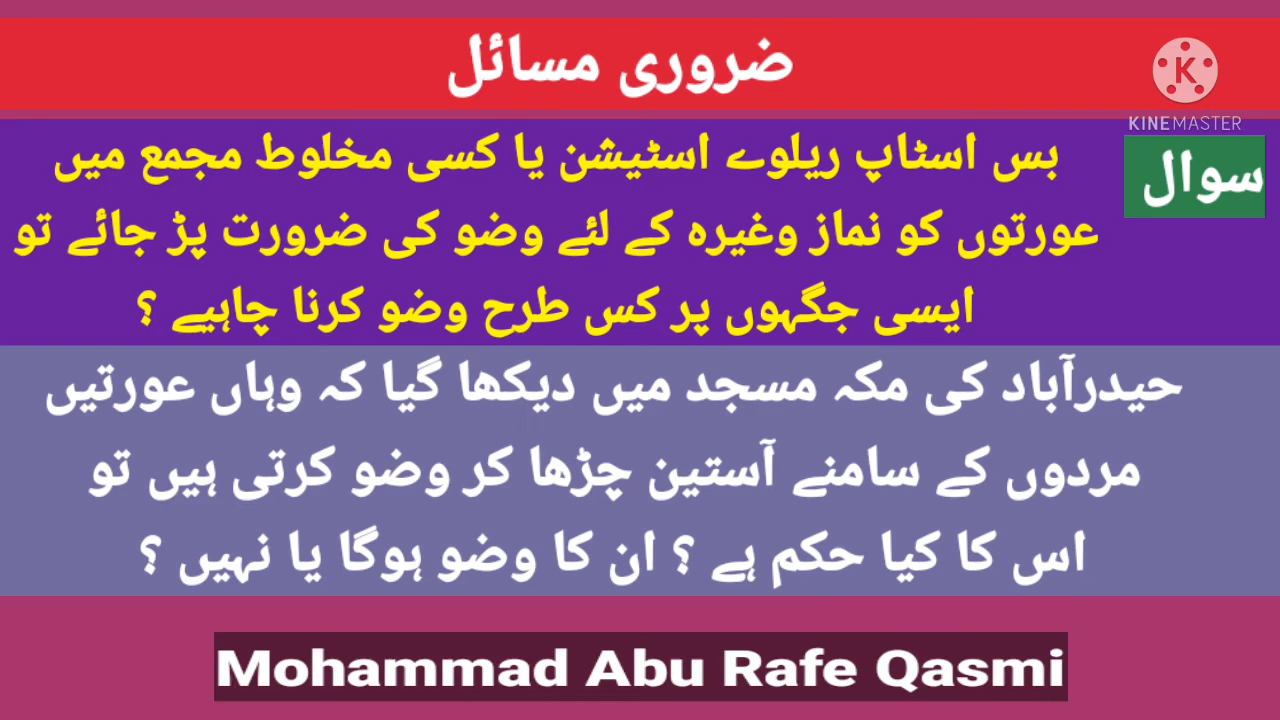 ضروری مسائل
KINEMASTER
سوال
بس اسٹاپ ریلوے اسٹیشن یا کسی مخلوط مجمع میں
عورتوں کو نماز وغیرہ کے لئے وضو کی ضرورت پڑ جائے تو
ایسی جگہوں پر کس طرح وضو کرنا چاہیے ؟
حیدرآباد کی مکہ مسجد میں دیکھا گیا کہ وہاں عورتیں
مردوں کے سامنے آستین چڑھا کر وضو کرتی ہیں تو
اس کا کیا حکم ہے ؟ ان کا وضو ہوگا یا نہیں ؟
Mohammad Abu Rafe Qasmi